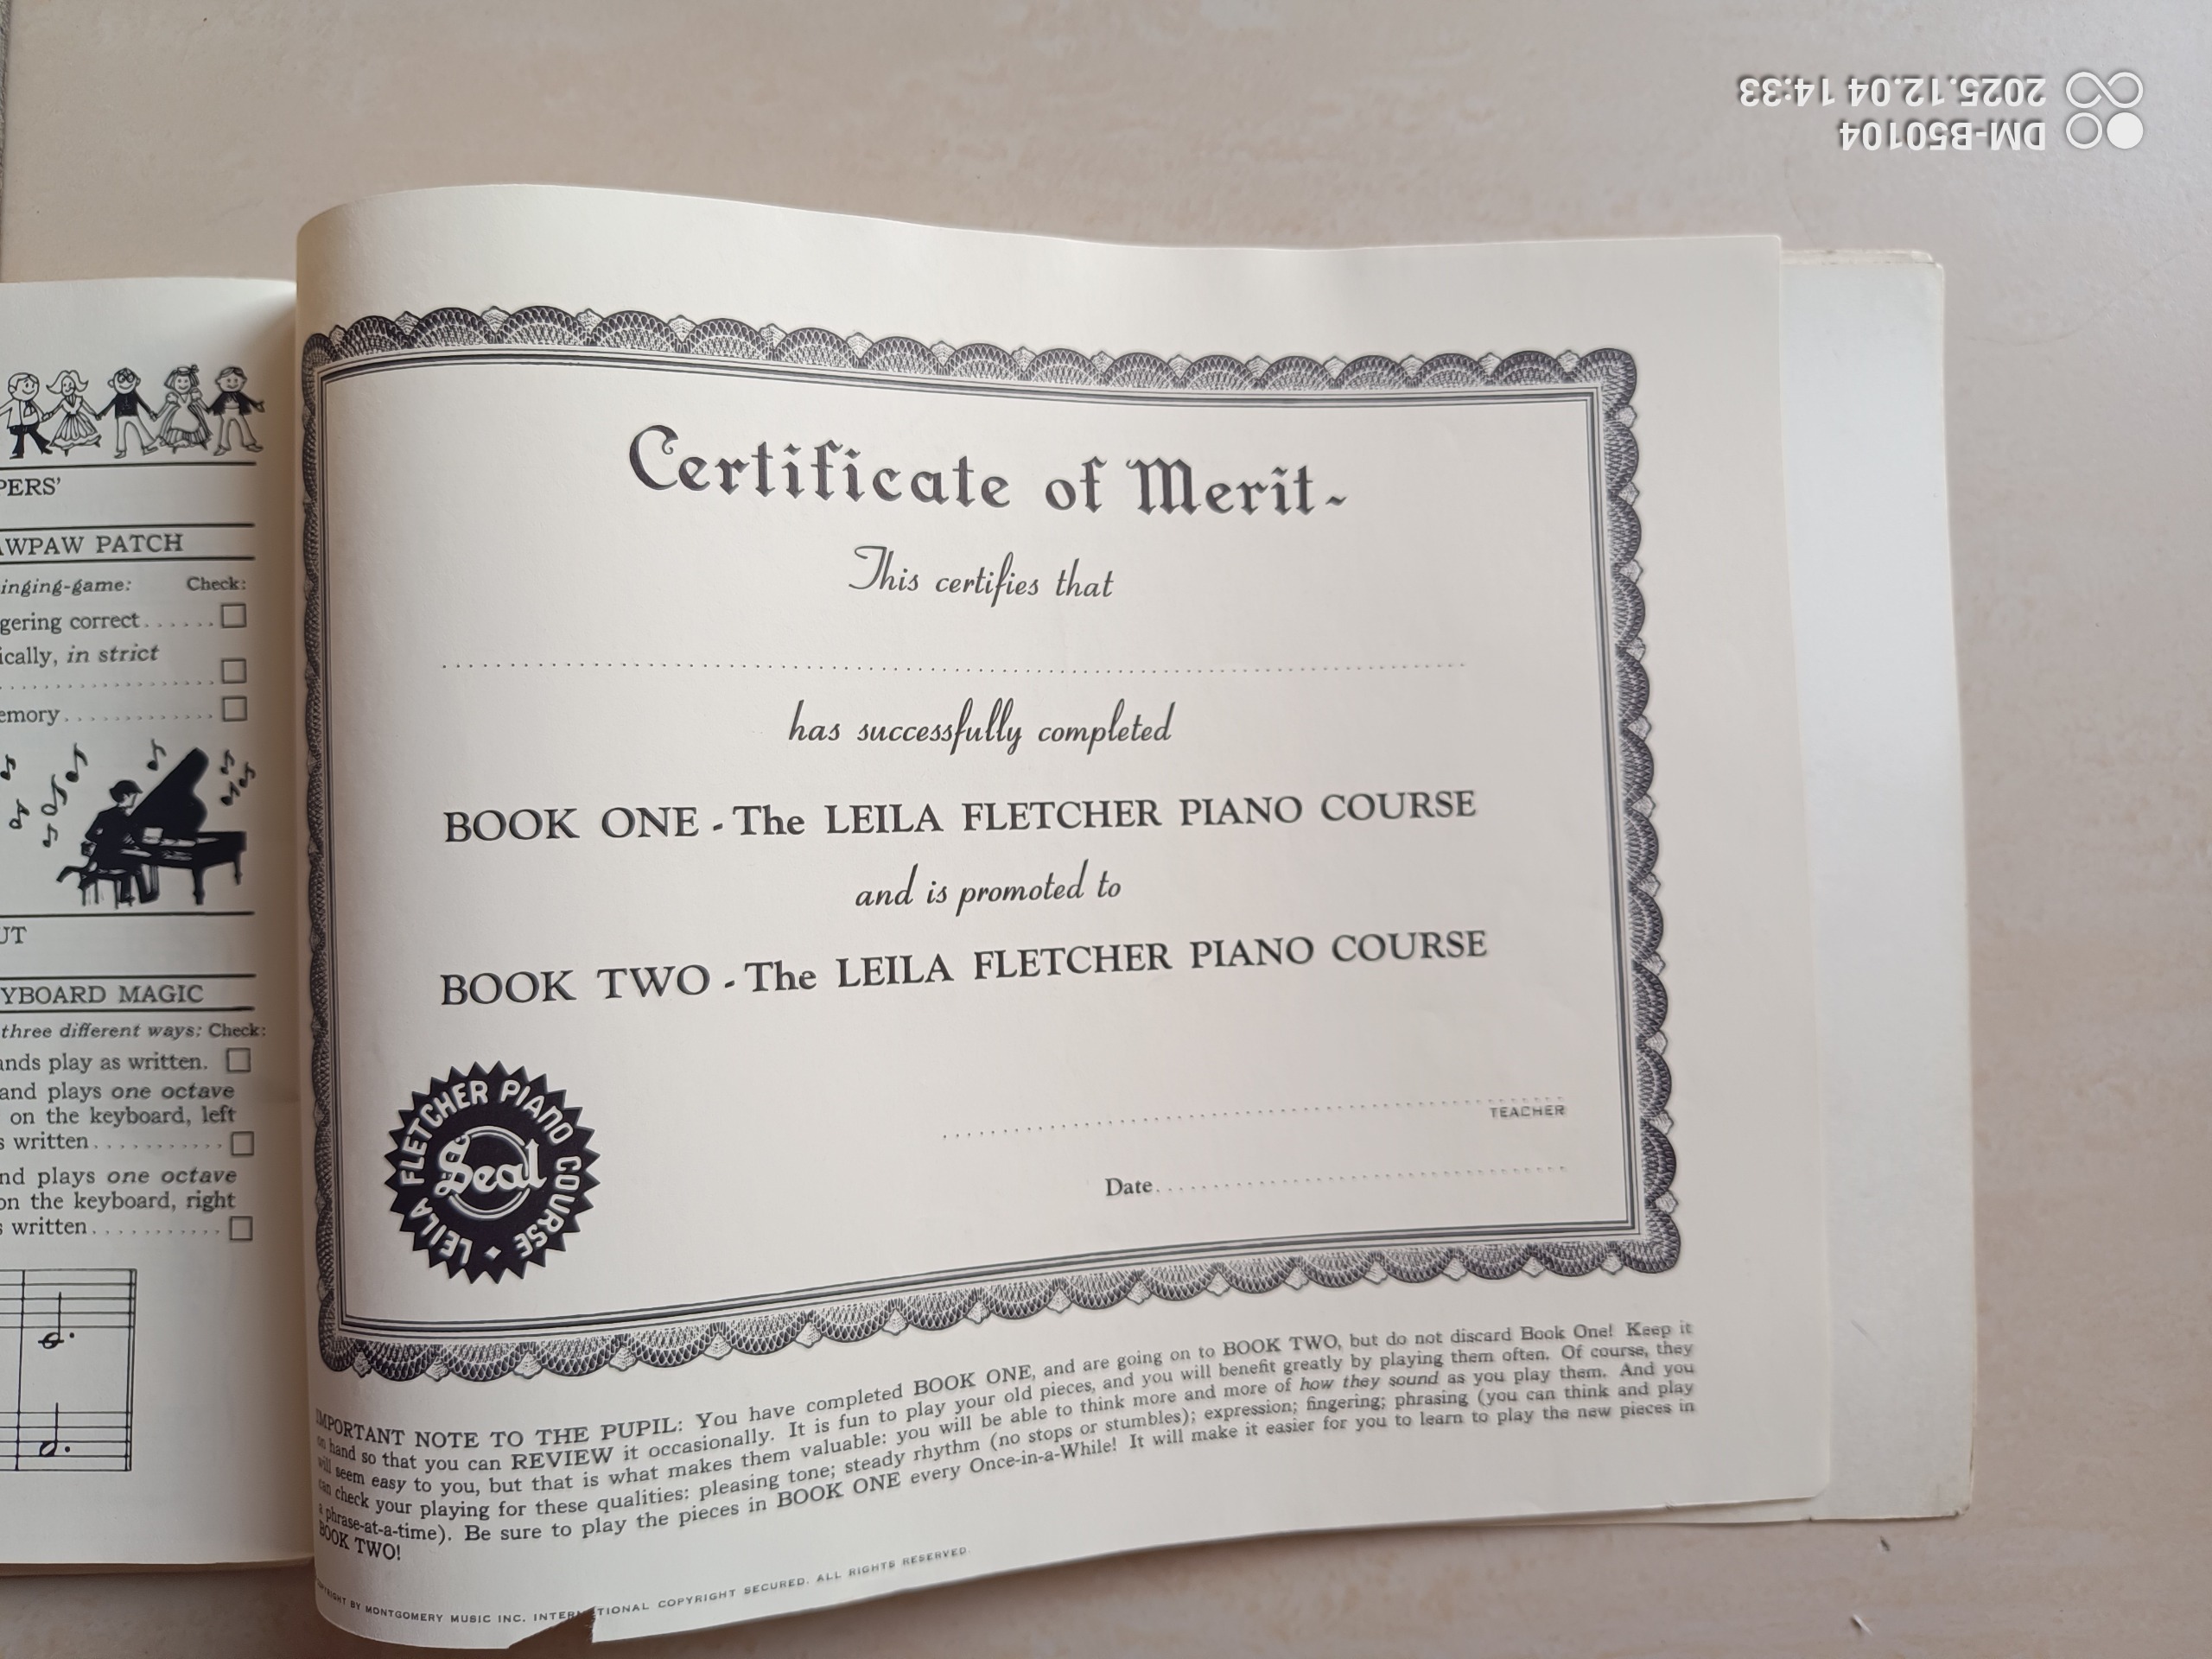 PERS'
AWPAW PATCH
inging-game: Check:
gering correct......
ically, in strict
emory.............
UT
YBOARD MAGIC
three different ways: Check:
ands play as written.
and plays one octave
on the keyboard, left
s written...........
nd plays one octave
on the keyboard, right
s written...........
Certificate of Merit~
This certifies that
has successfully completed
BOOK ONE - The LEILA FLETCHER PIANO COURSE
and is promoted to
BOOK TWO - The LEILA FLETCHER PIANO COURSE
TEACHER
Date
LEILA FLETCHER PIANO COURSE
Seal
IMPORTANT NOTE TO THE PUPIL: You have completed BOOK ONE, and are going on to BOOK TWO, but do not discard Book One! Keep it
on hand so that you can REVIEW it occasionally. It is fun to play your old pieces, and you will benefit greatly by playing them often. Of course, they
will seem easy to you, but that is what makes them valuable: you will be able to think more and more of how they sound as you play them. And you
can check your playing for these qualities: pleasing tone; steady rhythm (no stops or stumbles); expression; fingering; phrasing (you can think and play
a phrase-at-a-time). Be sure to play the pieces in BOOK ONE every Once-in-a-While! It will make it easier for you to learn to play the new pieces in
BOOK TWO!
COPYRIGHT BY MONTGOMERY MUSIC INC. INTERNATIONAL COPYRIGHT SECURED. ALL RIGHTS RESERVED.
DM-B50104
2025.12.04 14:33